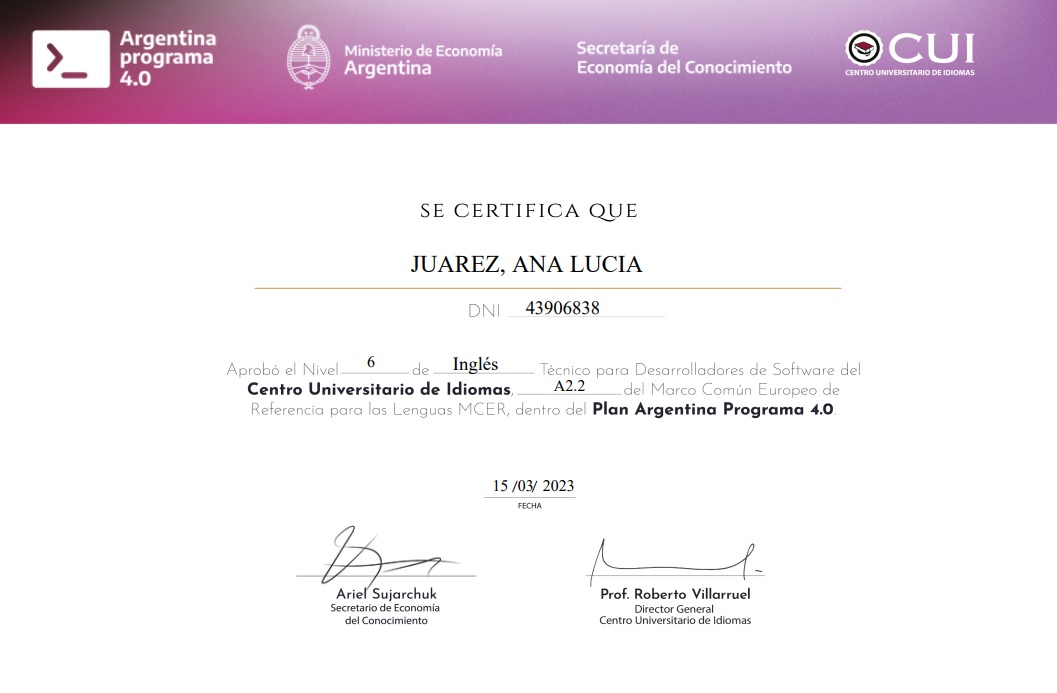 Argentina
programa
4.0
Ministerio de Economía
Argentina
Secretaría de
Economía del Conocimiento
CUI
CENTRO UNIVERSITARIO DE IDIOMAS
SE CERTIFICA QUE
JUAREZ, ANA LUCIA
DNI 43906838
Aprobó el Nivel 6 de Inglés Técnico para Desarrolladores de Software del
Centro Universitario de Idiomas, A2.2 del Marco Común Europeo de
Referencia para las Lenguas MCER, dentro del Plan Argentina Programa 4.0.
15 /03/ 2023
FECHA
Ariel Sujarchuk
Secretario de Economía
del Conocimiento
Prof. Roberto Villarruel
Director General
Centro Universitario de Idiomas